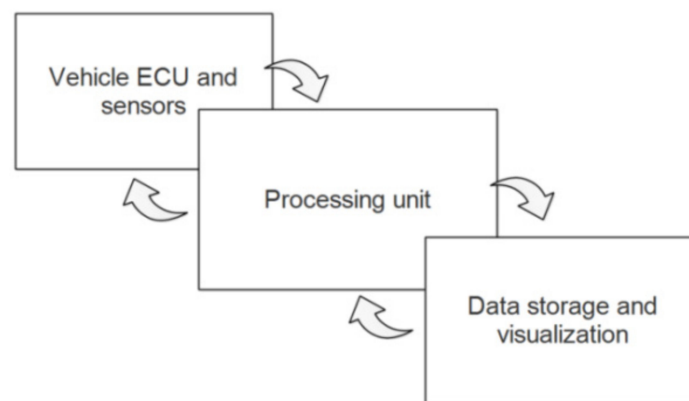 Vehicle ECU and
sensors
Processing unit
Data storage and
visualization